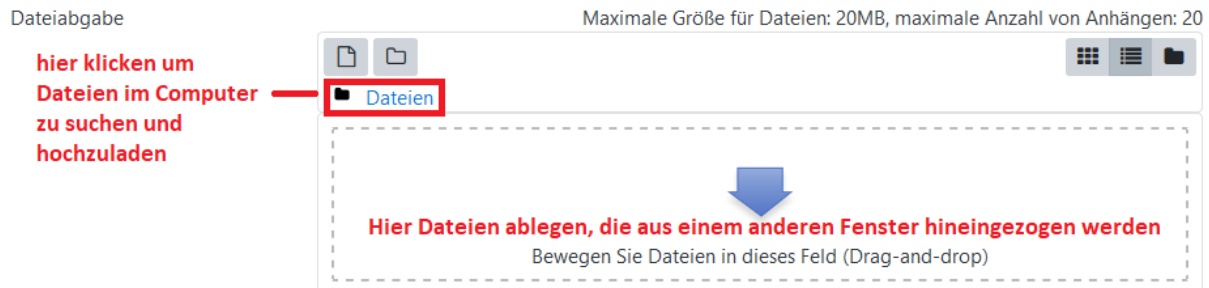 Dateiabgabe
Maximale Größe für Dateien: 20MB, maximale Anzahl von Anhängen: 20
hier klicken um
Dateien im Computer
zu suchen und
hochzuladen
Dateien
Hier Dateien ablegen, die aus einem anderen Fenster hineingezogen werden
Bewegen Sie Dateien in dieses Feld (Drag-and-drop)